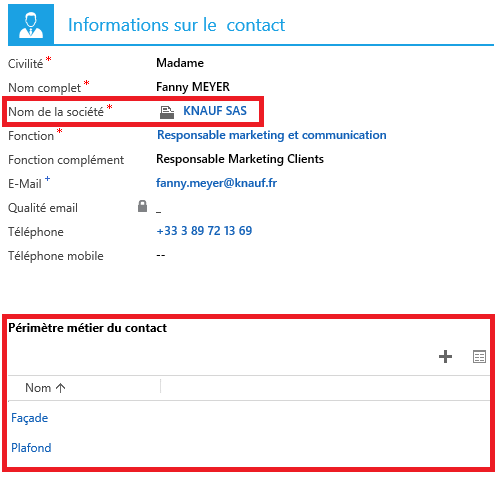 Informations sur le contact
Civilité * Madame
Nom complet * Fanny MEYER
Nom de la société * KNAUF SAS
Fonction * Responsable marketing et communication
Fonction complément Responsable Marketing Clients
E-Mail + fanny.meyer@knauf.fr
Qualité email _
Téléphone +33 3 89 72 13 69
Téléphone mobile --
Périmètre métier du contact
Nom ↑
Façade
Plafond